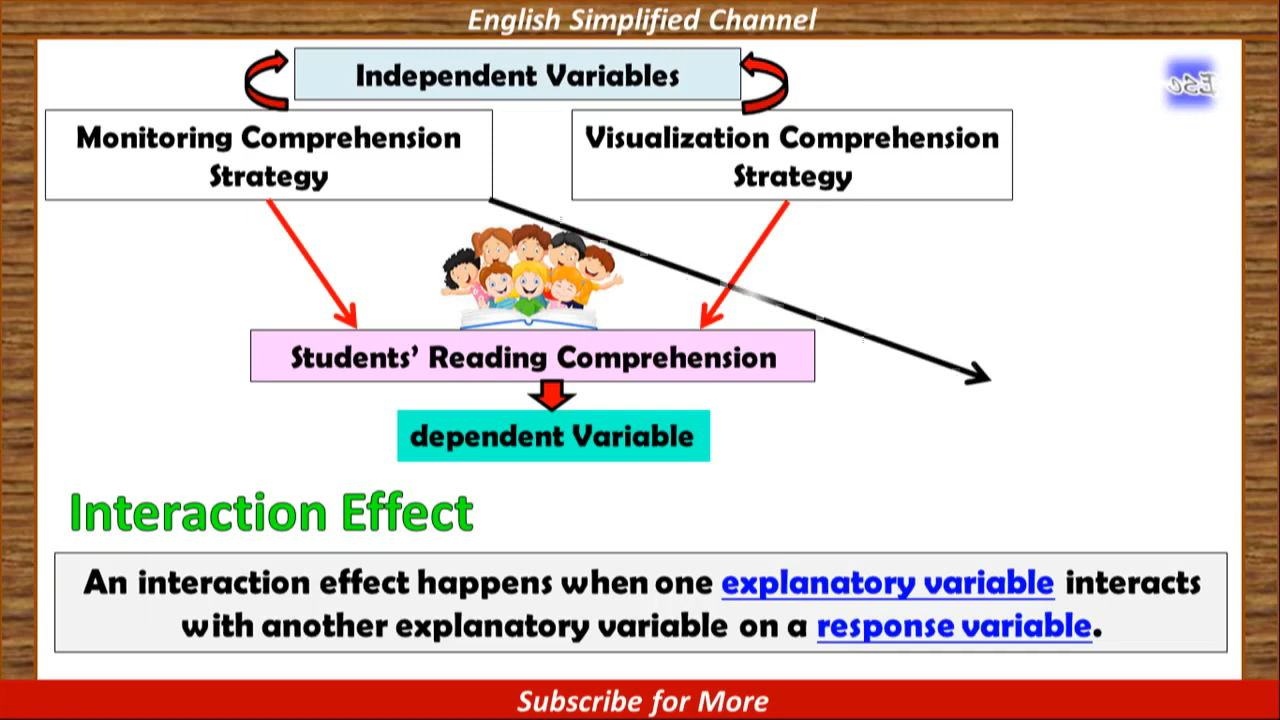 English Simplified Channel
Independent Variables
Monitoring Comprehension
Strategy
Visualization Comprehension
Strategy
Students’ Reading Comprehension
dependent Variable
Interaction Effect
An interaction effect happens when one explanatory variable interacts
with another explanatory variable on a response variable.
Subscribe for More